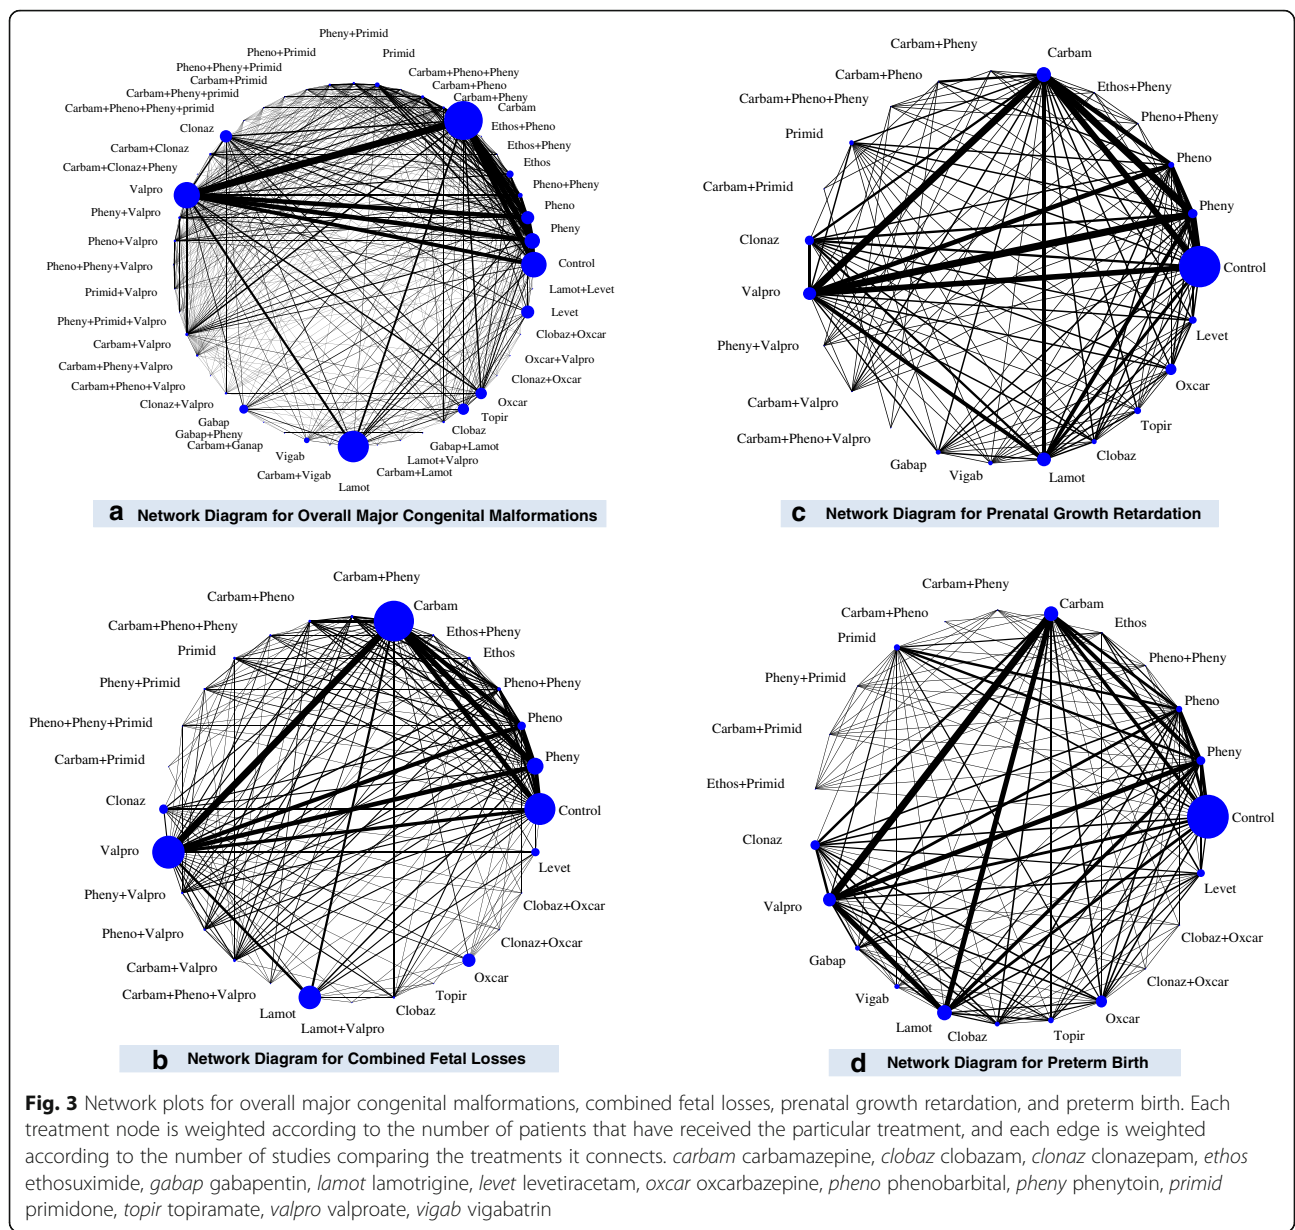 Pheny+Primid
Pheno+Primid
Primid
Pheno+Pheny+Primid
Carbam+Pheno+Pheny
Carbam+Primid
Carbam+Pheno
Carbam+Pheny+primid
Carbam+Pheny
Carbam+Pheno+Pheny+primid
Carbam
Clonaz
Ethos+Pheno
Carbam+Clonaz
Ethos+Pheny
Carbam+Clonaz+Pheny
Ethos
Valpro
Pheno+Pheny
Pheny+Valpro
Pheno
Pheno+Valpro
Pheny
Pheno+Pheny+Valpro
Control
Primid+Valpro
Lamot+Levet
Pheny+Primid+Valpro
Levet
Carbam+Valpro
Clobaz+Oxcar
Carbam+Pheny+Valpro
Oxcar+Valpro
Carbam+Pheno+Valpro
Clonaz+Oxcar
Clonaz+Valpro
Oxcar
Gabap
Topir
Gabap+Pheny
Clobaz
Carbam+Ganap
Gabap+Lamot
Vigab
Lamot+Valpro
Carbam+Vigab
Carbam+Lamot
Lamot
a Network Diagram for Overall Major Congenital Malformations
Carbam+Pheny
Carbam
Carbam+Pheno
Ethos+Pheny
Carbam+Pheno+Pheny
Pheno+Pheny
Primid
Pheno
Carbam+Primid
Pheny
Clonaz
Control
Valpro
Levet
Pheny+Valpro
Oxcar
Carbam+Valpro
Topir
Carbam+Pheno+Valpro
Clobaz
Gabap
Vigab
Lamot
c Network Diagram for Prenatal Growth Retardation
Carbam+Pheny
Carbam+Pheno
Carbam
Carbam+Pheno+Pheny
Ethos+Pheny
Primid
Ethos
Pheny+Primid
Pheno+Pheny
Pheno+Pheny+Primid
Pheno
Carbam+Primid
Pheny
Clonaz
Control
Valpro
Levet
Pheny+Valpro
Clobaz+Oxcar
Pheno+Valpro
Clonaz+Oxcar
Carbam+Valpro
Oxcar
Carbam+Pheno+Valpro
Topir
Lamot
Clobaz
Lamot+Valpro
b Network Diagram for Combined Fetal Losses
Carbam+Pheny
Carbam
Carbam+Pheno
Ethos
Primid
Pheno+Pheny
Pheny+Primid
Pheno
Carbam+Primid
Pheny
Ethos+Primid
Control
Clonaz
Levet
Valpro
Clobaz+Oxcar
Gabap
Clonaz+Oxcar
Vigab
Oxcar
Lamot
Clobaz
Topir
d Network Diagram for Preterm Birth
Fig. 3 Network plots for overall major congenital malformations, combined fetal losses, prenatal growth retardation, and preterm birth. Each
treatment node is weighted according to the number of patients that have received the particular treatment, and each edge is weighted
according to the number of studies comparing the treatments it connects. carbam carbamazepine, clobaz clobazam, clonaz clonazepam, ethos
ethosuximide, gabap gabapentin, lamot lamotrigine, levet levetiracetam, oxcar oxcarbazepine, pheno phenobarbital, pheny phenytoin, primid
primidone, topir topiramate, valpro valproate, vigab vigabatrin